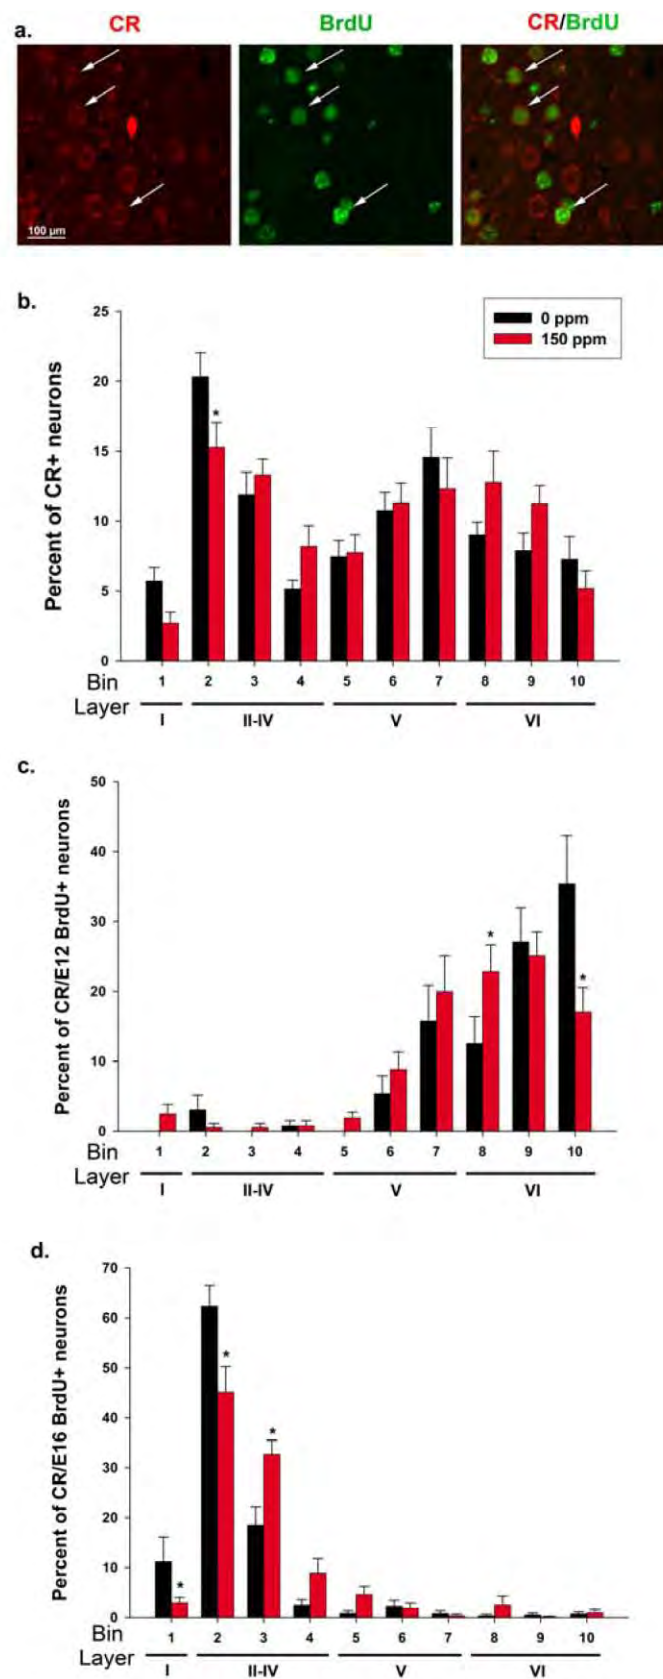 CR BrdU CR/BrdU
a.
100 µm
b.
0 ppm
150 ppm
Percent of CR+ neurons
25
20
15
10
5
0
*
Bin 1 2 3 4 5 6 7 8 9 10
Layer I II-IV V VI
c.
Percent of CR/E12 BrdU+ neurons
50
40
30
20
10
0
* *
Bin 1 2 3 4 5 6 7 8 9 10
Layer I II-IV V VI
d.
Percent of CR/E16 BrdU+ neurons
70
60
50
40
30
20
10
0
* * *
Bin 1 2 3 4 5 6 7 8 9 10
Layer I II-IV V VI